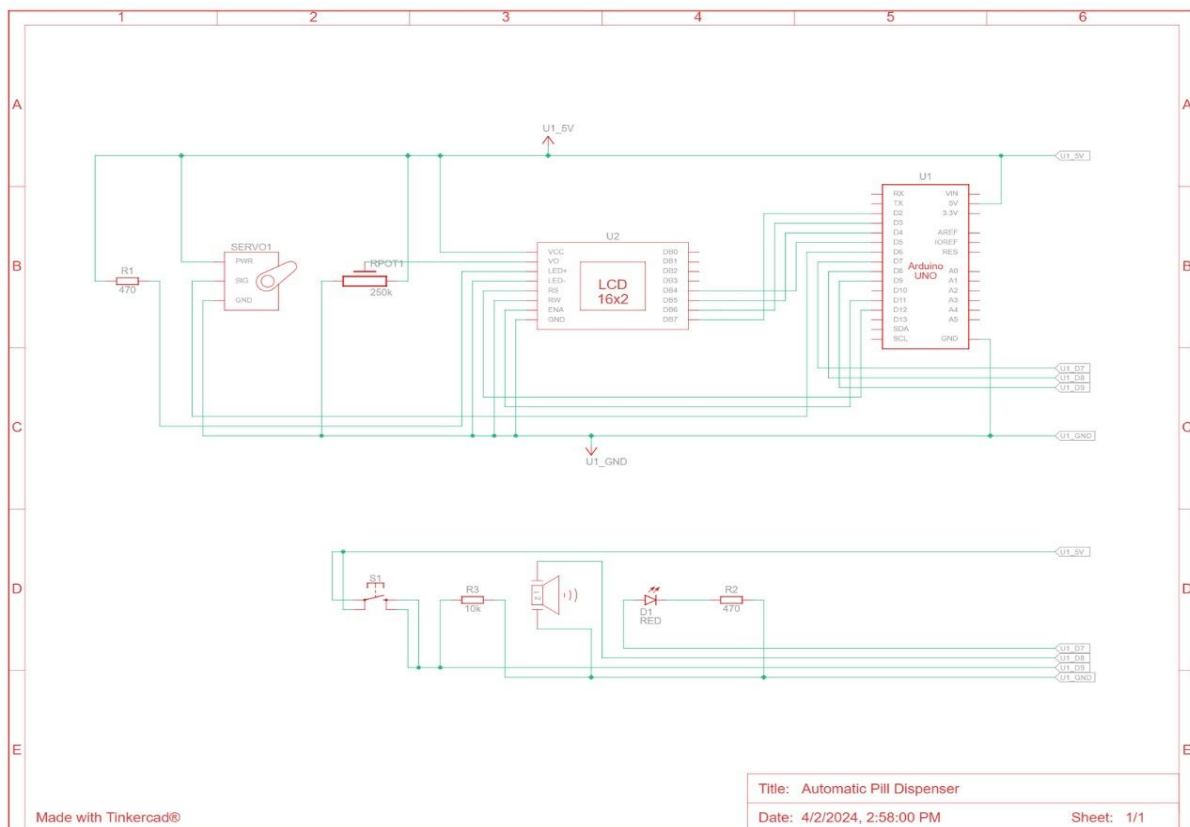 1 2 3 4 5 6
A A
U1_5V
U1_5V
U1
RX VIN
TX 5V
D2 3.3V
D3
D4 AREF
D5 IOREF
D6 RES
D7
D8 A0
D9 A1
D10 A2
D11 A3
D12 A4
D13 A5
SDA
SCL GND
Arduino
UNO
B B
SERVO1
PWR
SIG
GND
R1
470
RPOT1
250k
U2
VCC DB0
VO DB1
LED+ DB2
LED- DB3
RS DB4
RW DB5
ENA DB6
GND DB7
LCD
16x2
U1_D7
U1_D8
U1_D9
C C
U1_GND
U1_GND
U1_5V
D D
S1
R3
10k
1 2
D1
RED
R2
470
U1_D7
U1_D8
U1_D9
U1_GND
E E
Title: Automatic Pill Dispenser
Made with Tinkercad®
Date: 4/2/2024, 2:58:00 PM Sheet: 1/1